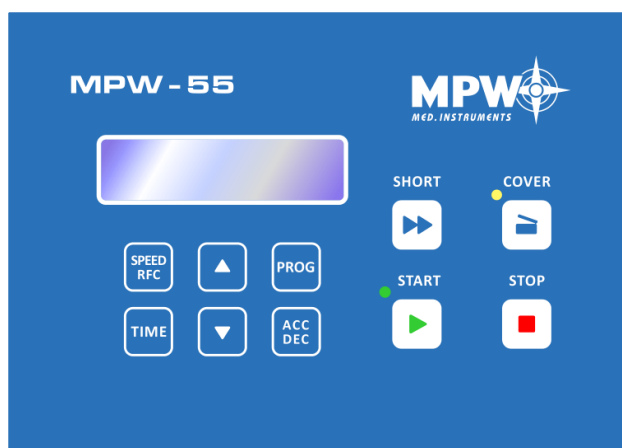 MPW - 55
MPW
MED. INSTRUMENTS
SHORT
COVER
SPEED
RFC
PROG
START
STOP
TIME
ACC
DEC